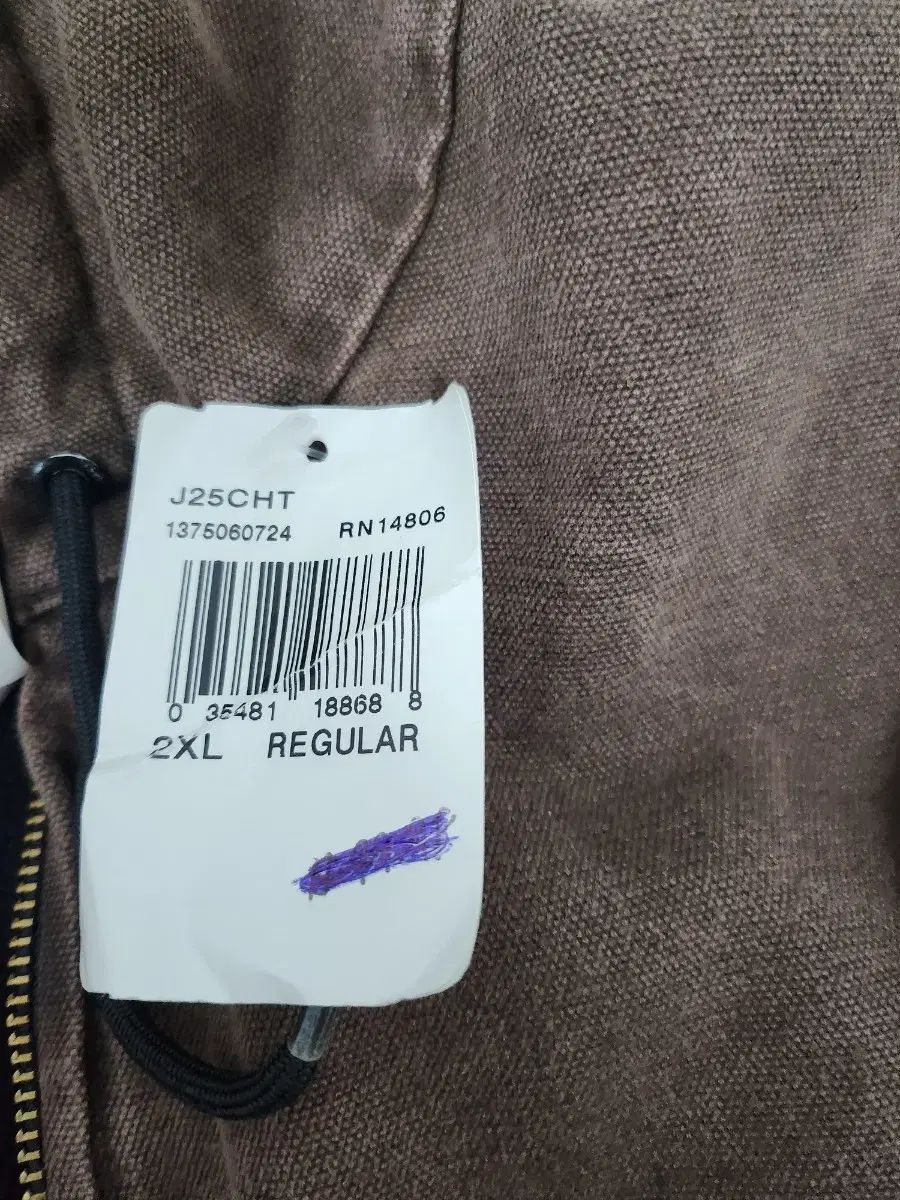 J25CHT
1375060724 RN14806
0 35481 18868 8
2XL REGULAR